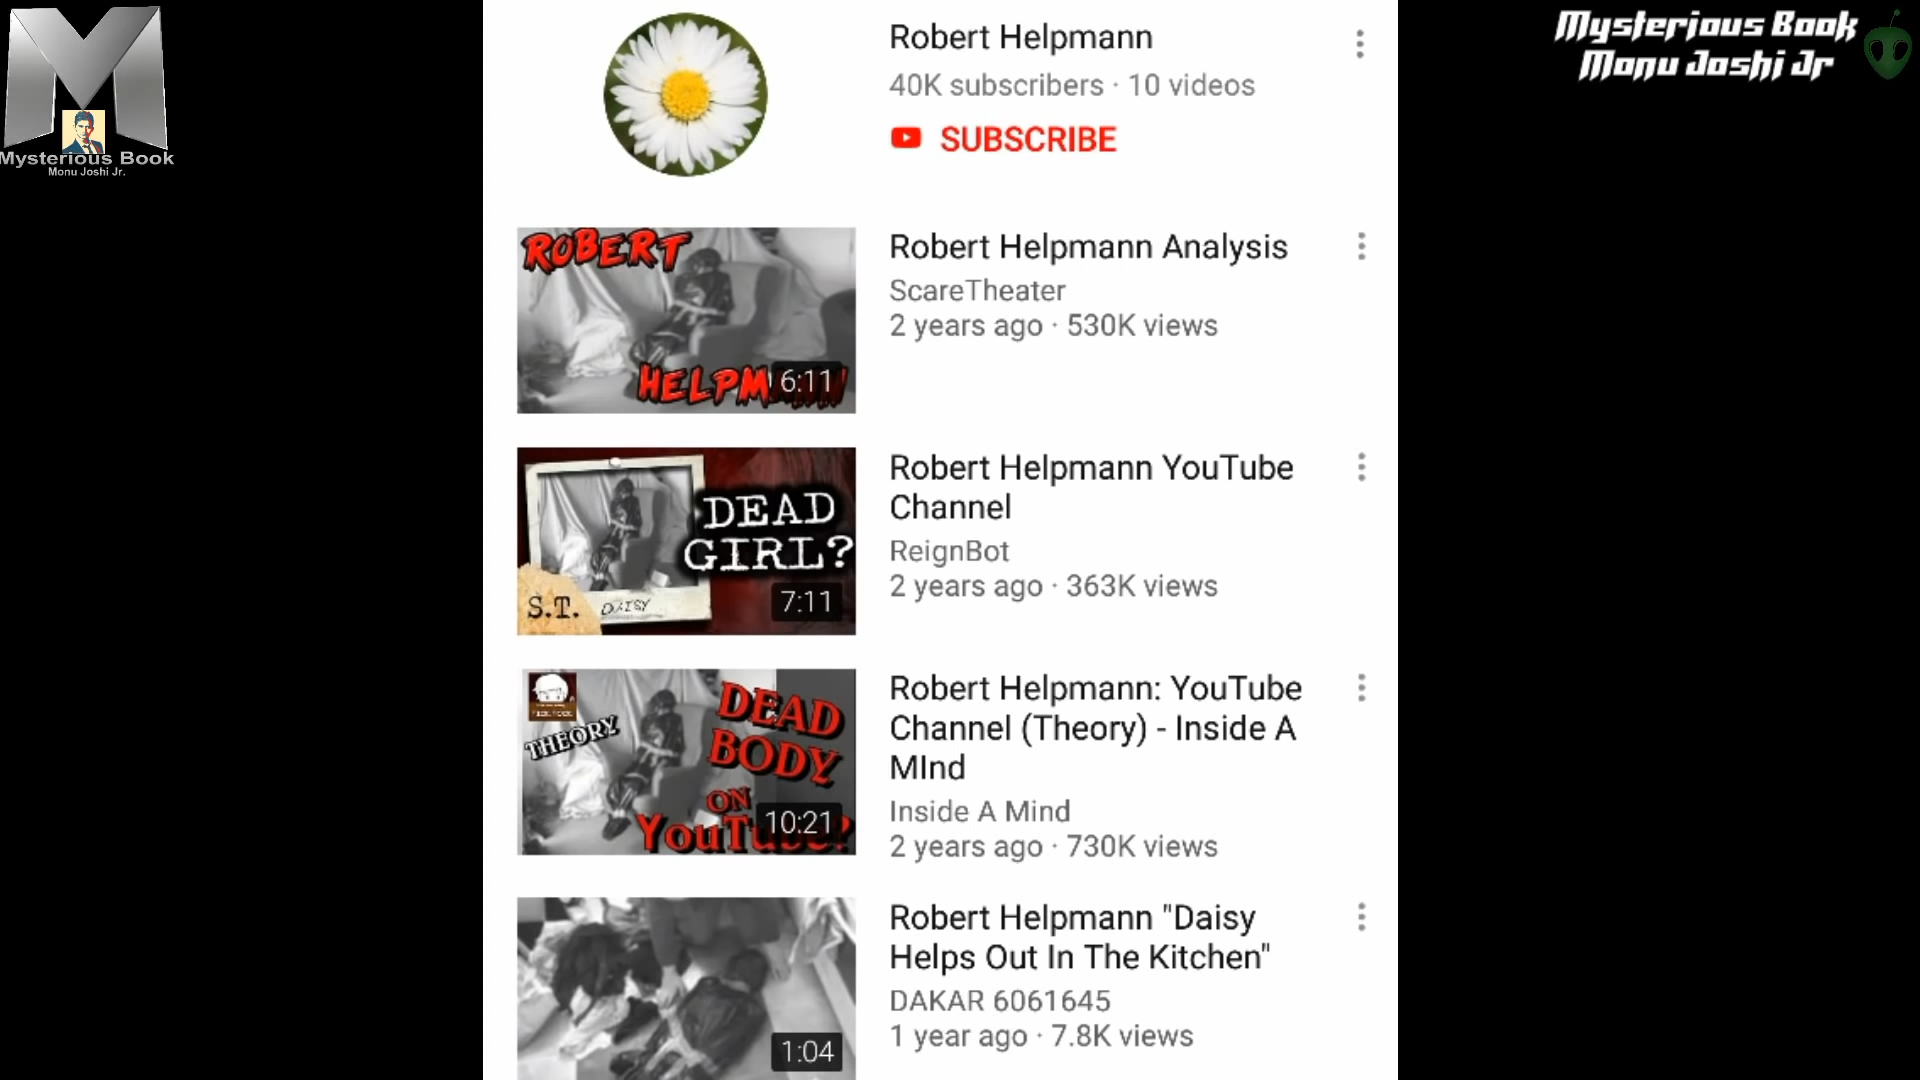 Mysterious Book
Monu Joshi Jr.
Mysterious Book
Monu Joshi Jr
Robert Helpmann
40K subscribers · 10 videos
SUBSCRIBE
ROBERT
HELPM
6:11
Robert Helpmann Analysis
ScareTheater
2 years ago · 530K views
DEAD
GIRL?
S.T.
DAISY
7:11
Robert Helpmann YouTube
Channel
ReignBot
2 years ago · 363K views
THEORY
DEAD
BODY
ON
YouTube?
10:21
Robert Helpmann: YouTube
Channel (Theory) - Inside A
MInd
Inside A Mind
2 years ago · 730K views
1:04
Robert Helpmann "Daisy
Helps Out In The Kitchen"
DAKAR 6061645
1 year ago · 7.8K views